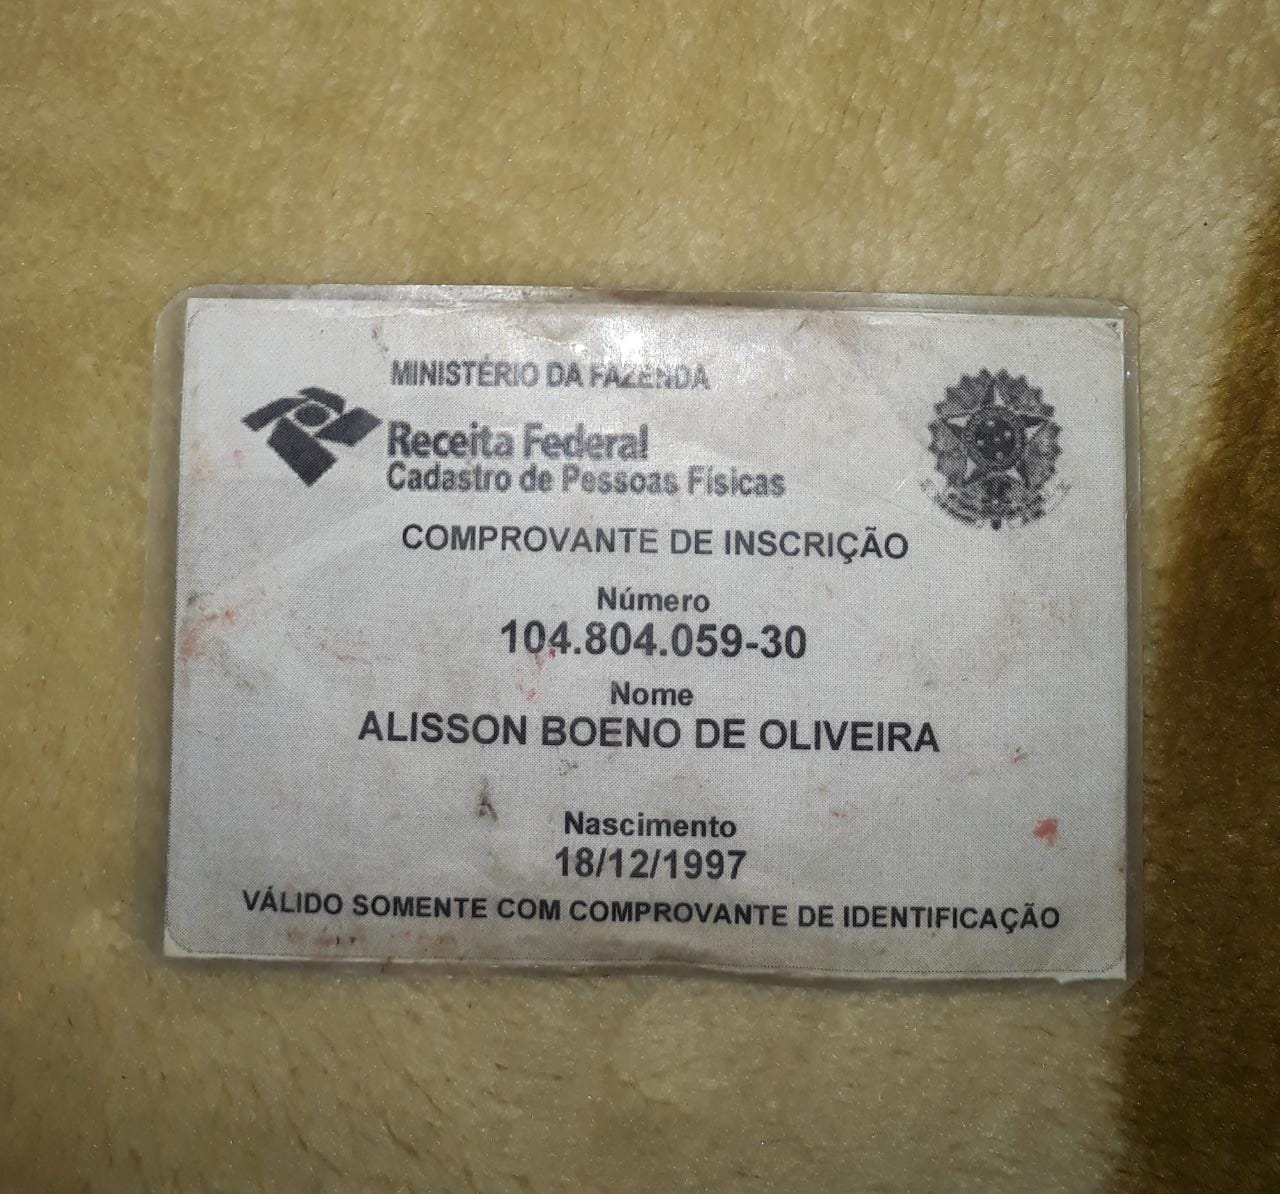 MINISTÉRIO DA FAZENDA
Receita Federal
Cadastro de Pessoas Físicas
COMPROVANTE DE INSCRIÇÃO
Número
104.804.059-30
Nome
ALISSON BOENO DE OLIVEIRA
Nascimento
18/12/1997
VÁLIDO SOMENTE COM COMPROVANTE DE IDENTIFICAÇÃO